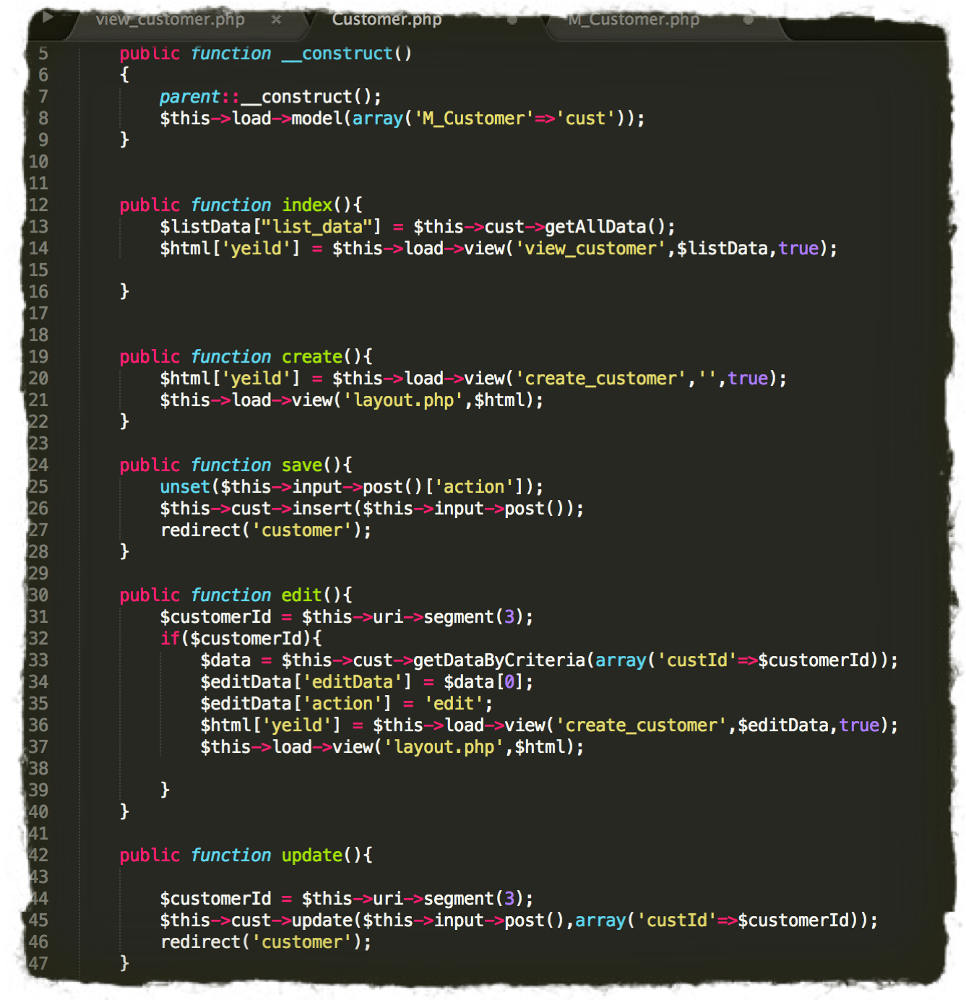 view_customer.php × Customer.php M_Customer.php
5 public function __construct()
6 {
7 parent::__construct();
8 $this->load->model(array('M_Customer'=>'cust'));
9 }
10
11
12 public function index(){
13 $listData["list_data"] = $this->cust->getAllData();
14 $html['yeild'] = $this->load->view('view_customer',$listData,true);
15
16 }
17
18
19 public function create(){
20 $html['yeild'] = $this->load->view('create_customer','',true);
21 $this->load->view('layout.php',$html);
22 }
23
24 public function save(){
25 unset($this->input->post()['action']);
26 $this->cust->insert($this->input->post());
27 redirect('customer');
28 }
29
30 public function edit(){
31 $customerId = $this->uri->segment(3);
32 if($customerId){
33 $data = $this->cust->getDataByCriteria(array('custId'=>$customerId));
34 $editData['editData'] = $data[0];
35 $editData['action'] = 'edit';
36 $html['yeild'] = $this->load->view('create_customer',$editData,true);
37 $this->load->view('layout.php',$html);
38
39 }
40 }
41
42 public function update(){
43
44 $customerId = $this->uri->segment(3);
45 $this->cust->update($this->input->post(),array('custId'=>$customerId));
46 redirect('customer');
47 }